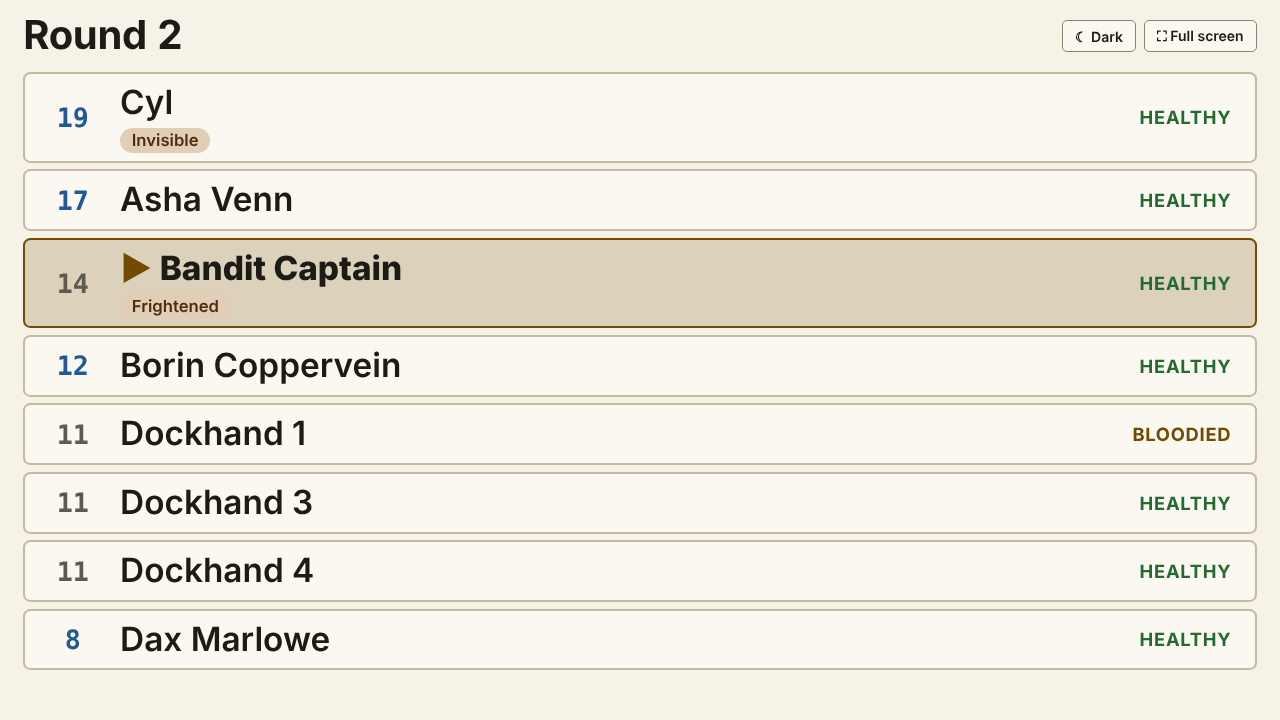 Round 2
☾ Dark
⛶ Full screen
19 Cyl HEALTHY
Invisible
17 Asha Venn HEALTHY
14 ▶ Bandit Captain HEALTHY
Frightened
12 Borin Coppervein HEALTHY
11 Dockhand 1 BLOODIED
11 Dockhand 3 HEALTHY
11 Dockhand 4 HEALTHY
8 Dax Marlowe HEALTHY